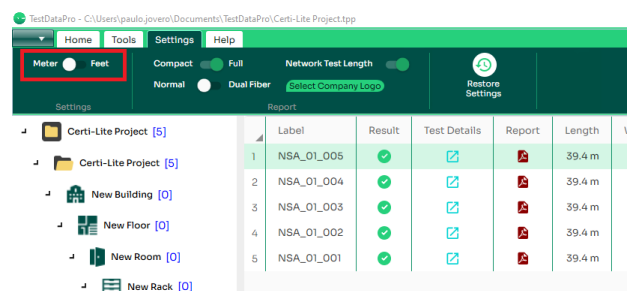 TestDataPro - C:\Users\paulo.jovero\Documents\TestDataPro\Certi-Lite Project.tpp
Home Tools Settings Help
Meter Feet Compact Full Network Test Length
Normal Dual Fiber Select Company Logo Restore Settings
Settings Report
Certi-Lite Project [5]
Certi-Lite Project [5]
New Building [0]
New Floor [0]
New Room [0]
New Rack [0]
Label Result Test Details Report Length
1 NSA_01_005 39.4 m
2 NSA_01_004 39.4 m
3 NSA_01_003 39.4 m
4 NSA_01_002 39.4 m
5 NSA_01_001 39.4 m